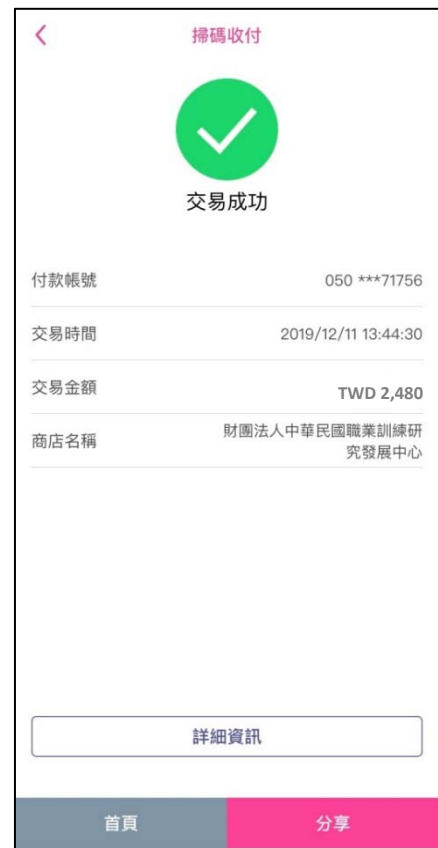 掃碼收付
交易成功
付款帳號 050 ***71756
交易時間 2019/12/11 13:44:30
交易金額 TWD 2,480
商店名稱 財團法人中華民國職業訓練研
究發展中心
詳細資訊
首頁 分享